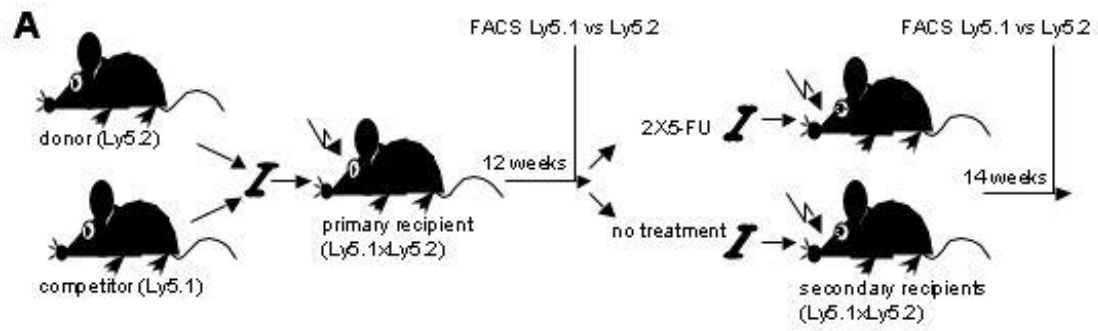 A
FACS Ly5.1 vs Ly5.2
FACS Ly5.1 vs Ly5.2
donor (Ly5.2)
2X5-FU
12 weeks
14 weeks
primary recipient
(Ly5.1xLy5.2)
no treatment
competitor (Ly5.1)
secondary recipients
(Ly5.1xLy5.2)